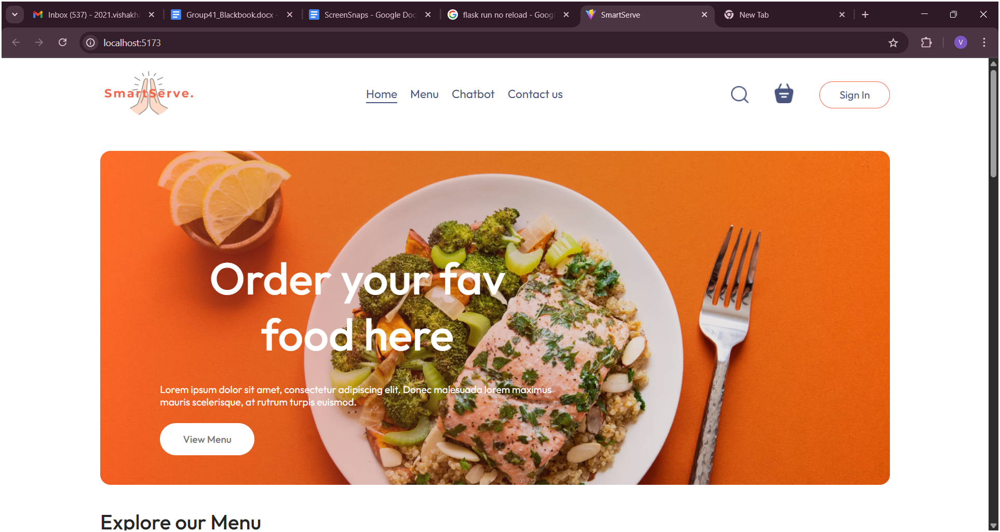 Inbox (537) - 2021.vishakh
Group41_Blackbook.docx -
ScreenSnaps - Google Doc
flask run no reload - Goog
SmartServe
New Tab
localhost:5173
V
SmartServe.
Home Menu Chatbot Contact us
Sign In
Order your fav
food here
Lorem ipsum dolor sit amet, consectetur adipiscing elit. Donec malesuada lorem maximus
mauris scelerisque, at rutrum turpis euismod.
View Menu
Explore our Menu